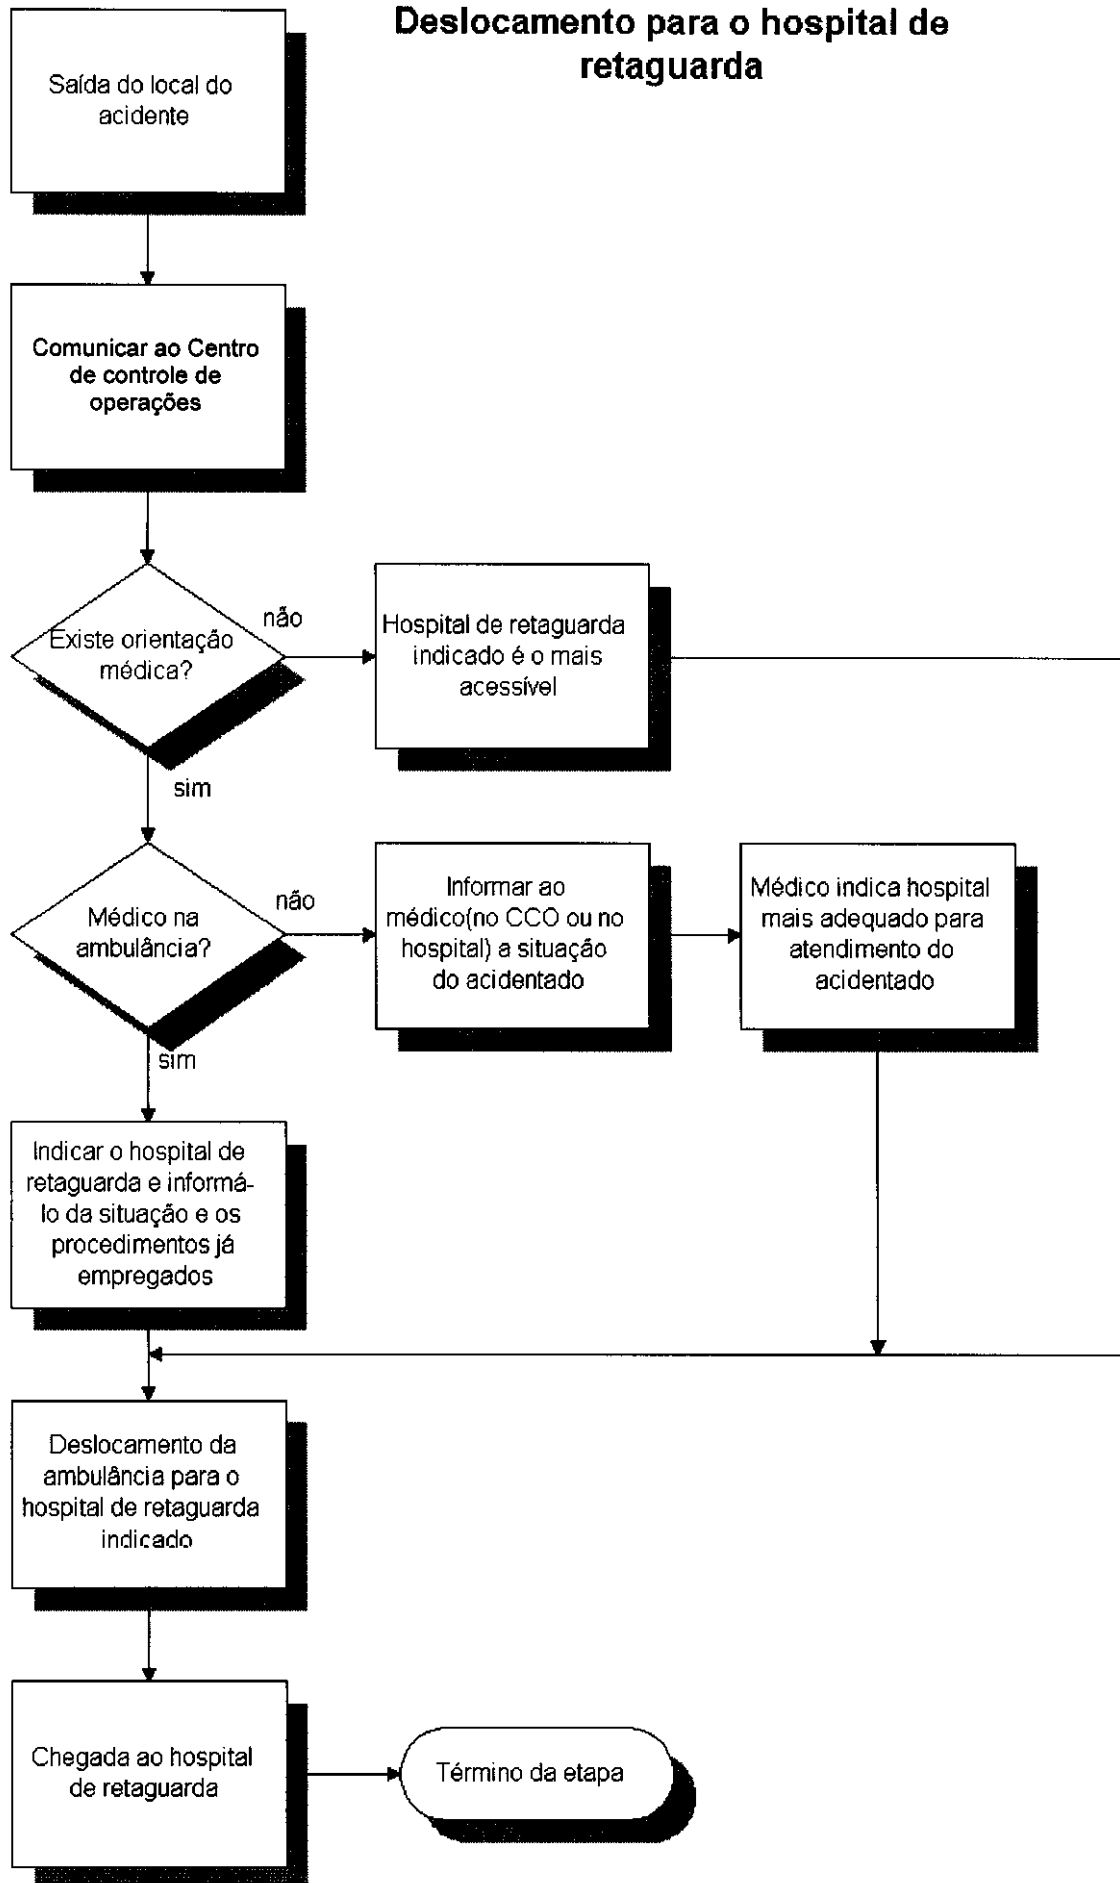 Deslocamento para o hospital de
retaguarda
Saída do local do
acidente
Comunicar ao Centro
de controle de
operações
Existe orientação
médica?
não
Hospital de retaguarda
indicado é o mais
acessível
sim
Médico na
ambulância?
não
Informar ao
médico(no CCO ou no
hospital) a situação
do acidentado
Médico indica hospital
mais adequado para
atendimento do
acidentado
sim
Indicar o hospital de
retaguarda e informá-
lo da situação e os
procedimentos já
empregados
Deslocamento da
ambulância para o
hospital de retaguarda
indicado
Chegada ao hospital
de retaguarda
Término da etapa